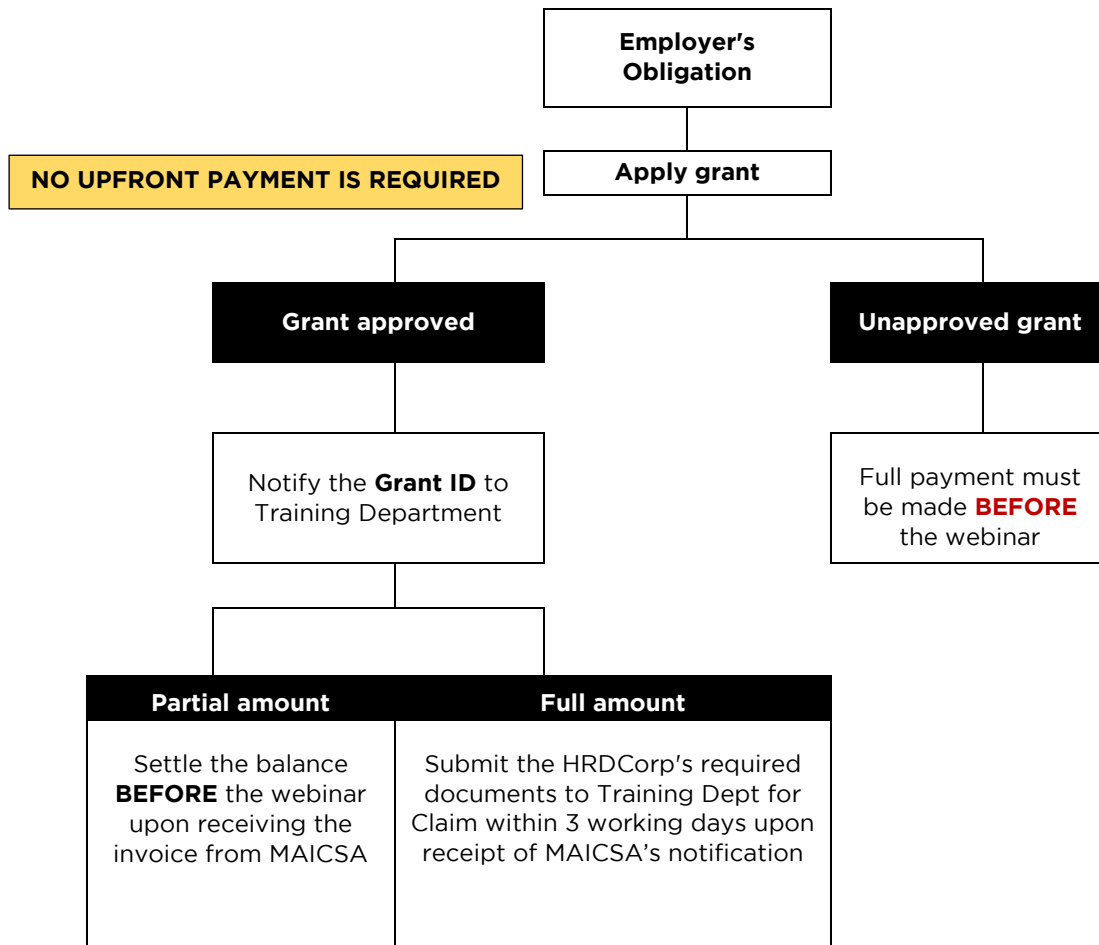 Employer's
Obligation
NO UPFRONT PAYMENT IS REQUIRED
Apply grant
Grant approved
Unapproved grant
Notify the Grant ID to
Training Department
Full payment must
be made BEFORE
the webinar
Partial amount
Full amount
Settle the balance
BEFORE the webinar
upon receiving the
invoice from MAICSA
Submit the HRDCorp's required
documents to Training Dept for
Claim within 3 working days upon
receipt of MAICSA’s notification